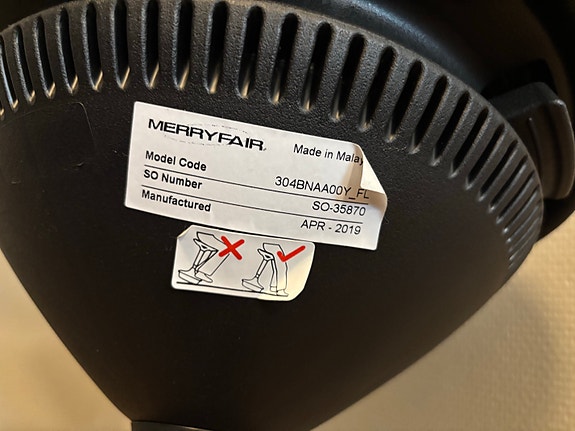 MERRYFAIR
Made in Malay
Model Code 304BNAA00Y_FL
SO Number SO-35870
Manufactured APR - 2019